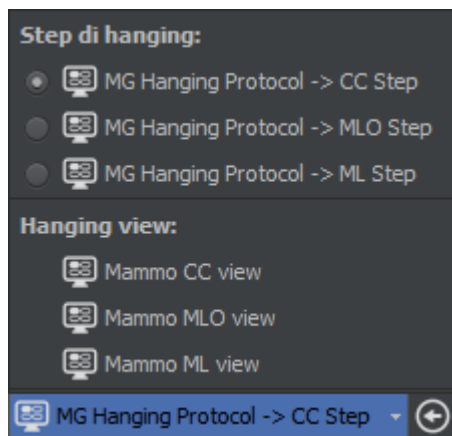 Step di hanging:
MG Hanging Protocol -> CC Step
MG Hanging Protocol -> MLO Step
MG Hanging Protocol -> ML Step
Hanging view:
Mammo CC view
Mammo MLO view
Mammo ML view
MG Hanging Protocol -> CC Step